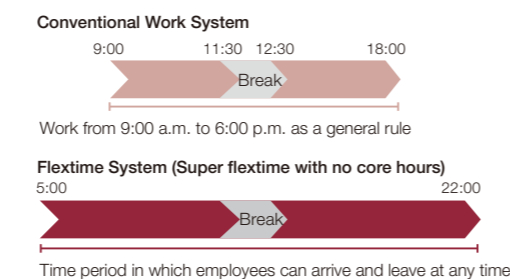 Conventional Work System
9:00 11:30 12:30 18:00
Break
Work from 9:00 a.m. to 6:00 p.m. as a general rule
Flextime System (Super flextime with no core hours)
5:00 22:00
Break
Time period in which employees can arrive and leave at any time